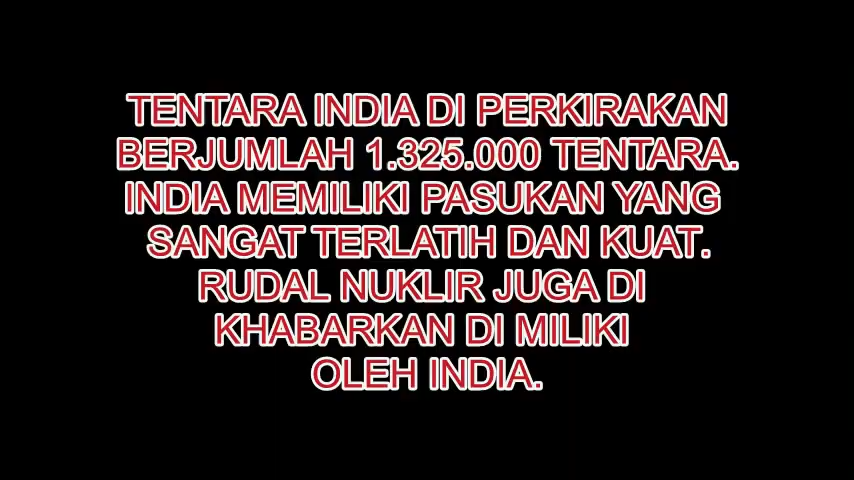 TENTARA INDIA DI PERKIRAKAN
BERJUMLAH 1.325.000 TENTARA.
INDIA MEMILIKI PASUKAN YANG
SANGAT TERLATIH DAN KUAT.
RUDAL NUKLIR JUGA DI
KHABARKAN DI MILIKI
OLEH INDIA.